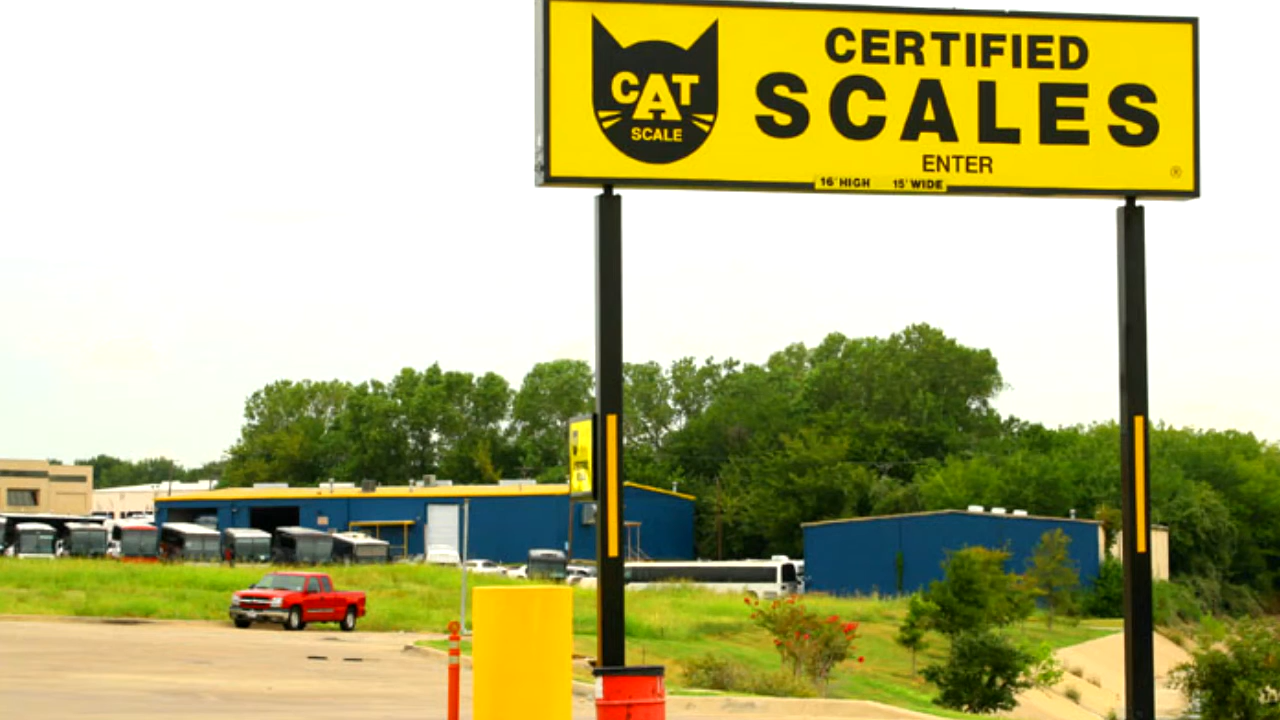 CAT
SCALE
CERTIFIED
SCALES
ENTER
16' HIGH 15' WIDE
®